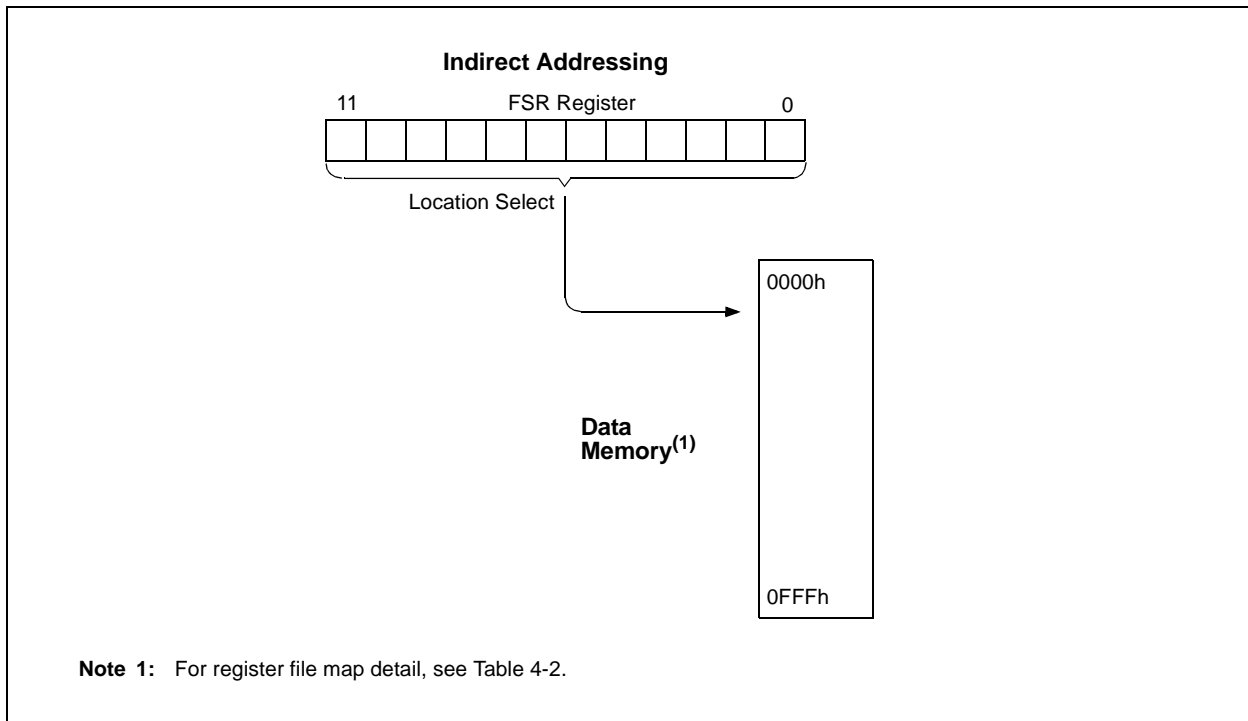 Indirect Addressing
11 FSR Register 0
Location Select
0000h
Data
Memory(1)
0FFFh
Note 1: For register file map detail, see Table 4-2.